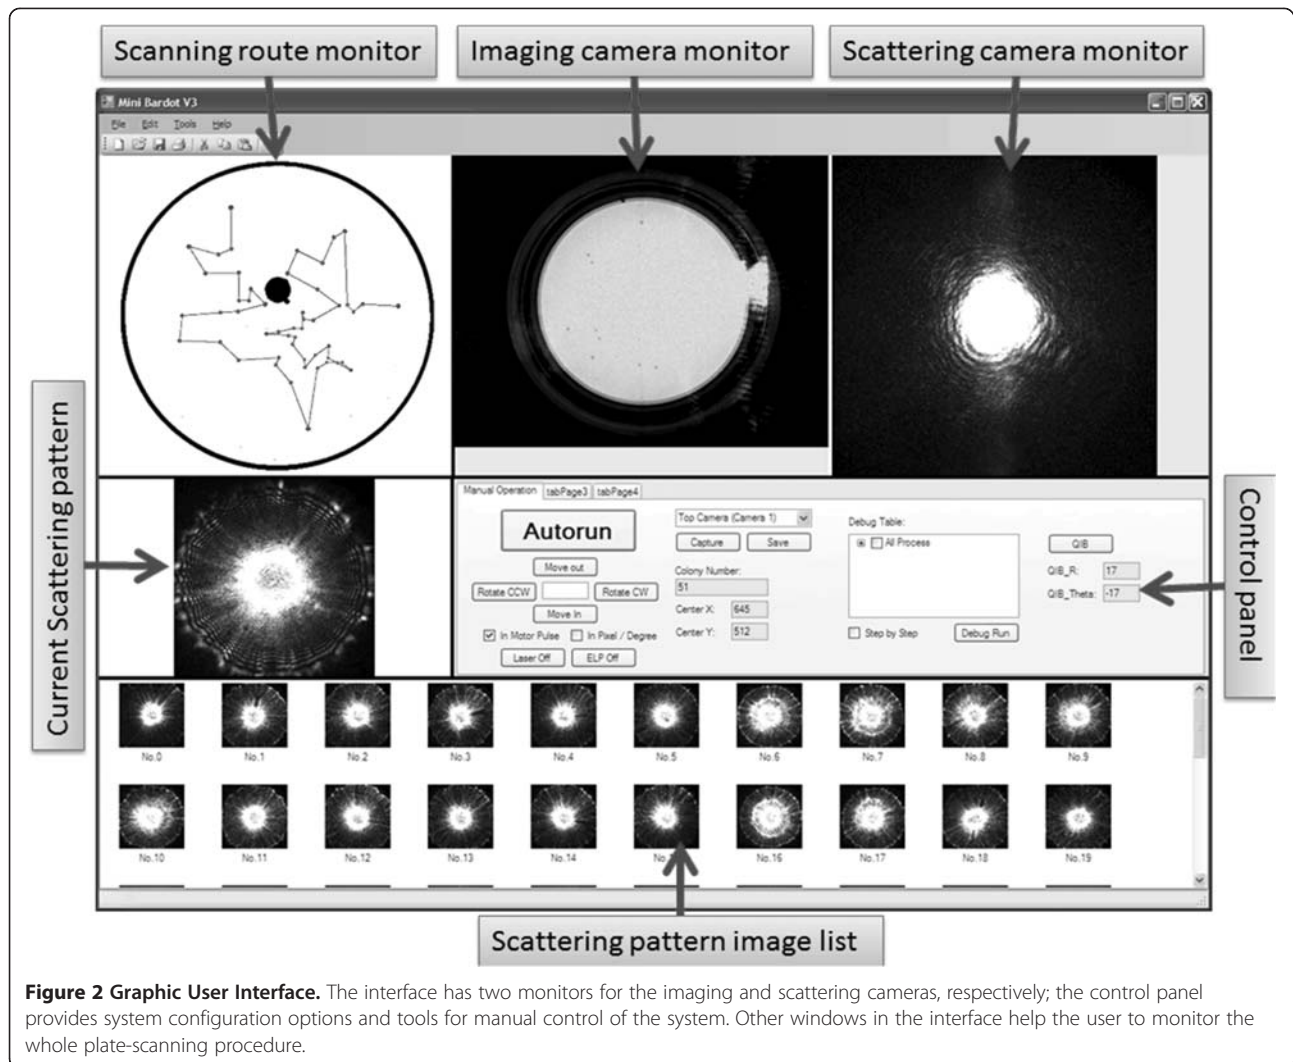 Scanning route monitor
Imaging camera monitor
Scattering camera monitor
Mini Bardot V3
File Edit Tools Help
Current Scattering pattern
Manual Operation tabPage3 tabPage4
Autorun
Move out
Rotate CCW
Rotate CW
Move In
In Motor Pulse
In Pixel / Degree
Laser Off
ELP Off
Top Camera (Camera 1)
Capture
Save
Colony Number:
51
Center X: 645
Center Y: 512
Debug Table:
All Process
Step by Step
Debug Run
QIB
QIB_R: 17
QIB_Theta: -17
Control panel
No.0 No.1 No.2 No.3 No.4 No.5 No.6 No.7 No.8 No.9
No.10 No.11 No.12 No.13 No.14 No.16 No.17 No.18 No.19
Scattering pattern image list
Figure 2 Graphic User Interface. The interface has two monitors for the imaging and scattering cameras, respectively; the control panel
provides system configuration options and tools for manual control of the system. Other windows in the interface help the user to monitor the
whole plate-scanning procedure.